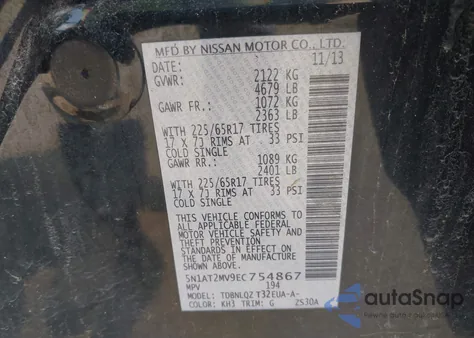 MFD BY NISSAN MOTOR CO., LTD.
DATE: 11/13
GVWR: 2122 KG
4679 LB
GAWR FR.: 1072 KG
2363 LB
WITH 225/65R17 TIRES
17 X 7J RIMS AT 33 PSI
COLD SINGLE
GAWR RR.: 1089 KG
2401 LB
WITH 225/65R17 TIRES
17 X 7J RIMS AT 33 PSI
COLD SINGLE
THIS VEHICLE CONFORMS TO
ALL APPLICABLE FEDERAL
MOTOR VEHICLE SAFETY AND
THEFT PREVENTION
STANDARDS IN EFFECT ON
THE DATE OF MANUFACTURE
SHOWN ABOVE.
5N1AT2MV9EC754867
MPV 194
MODEL: TDBNLQZ T32EUA-A-
COLOR: KH3 TRIM: G ZS30A
AutoSnap